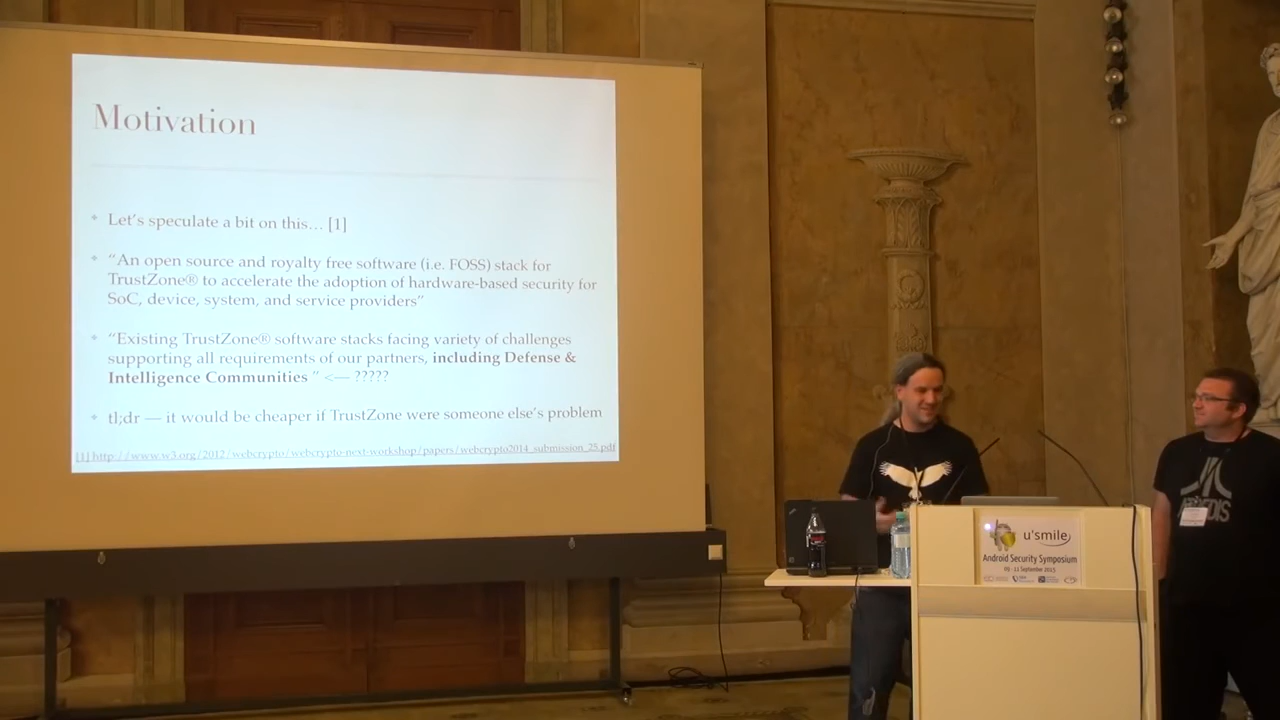 Motivation
Let's speculate a bit on this… [1]
"An open source and royalty free software (i.e. FOSS) stack for
TrustZone® to accelerate the adoption of hardware-based security for
SoC, device, system, and service providers"
"Existing TrustZone® software stacks facing variety of challenges
supporting all requirements of our partners, including Defense &
Intelligence Communities " <— ?????
tl;dr — it would be cheaper if TrustZone were someone else's problem
[1] http://www.w3.org/2012/webcrypto/webcrypto-next-workshop/papers/webcrypto2014_submission_25.pdf
u'smile
Android Security Symposium
09 - 11 September 2015